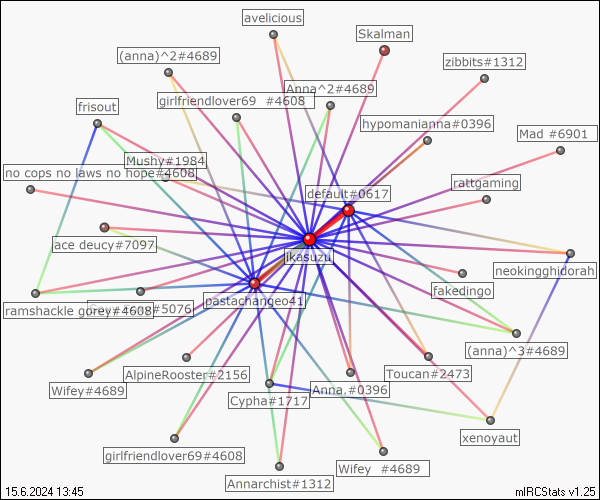 avelicious
Skalman
(anna)^2#4689
zibbits#1312
girlfriendlover69 #4608
Anna^2#4689
frisout
hypomanianna#0396
Mad #6901
Mushy#1984
no cops no laws no hope#4608
rattgaming
default#0617
ace deucy#7097
ikasuzu
neokingghidorah
fakedingo
pastachangeo41
ramshackle gorey#4608
#5076
(anna)^3#4689
AlpineRooster#2156
Toucan#2473
Wifey#4689
Anna.#0396
Cypha#1717
xenoyaut
girlfriendlover69#4608
Wifey #4689
Annarchist#1312
15.6.2024 13:45
mIRCStats v1.25